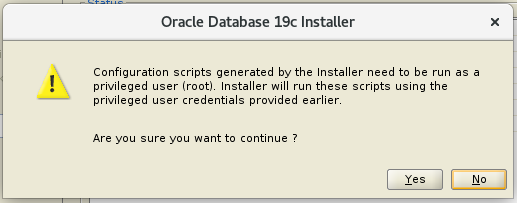 Status
Oracle Database 19c Installer
Configuration scripts generated by the Installer need to be run as a
privileged user (root). Installer will run these scripts using the
privileged user credentials provided earlier.
Are you sure you want to continue ?
Yes
No